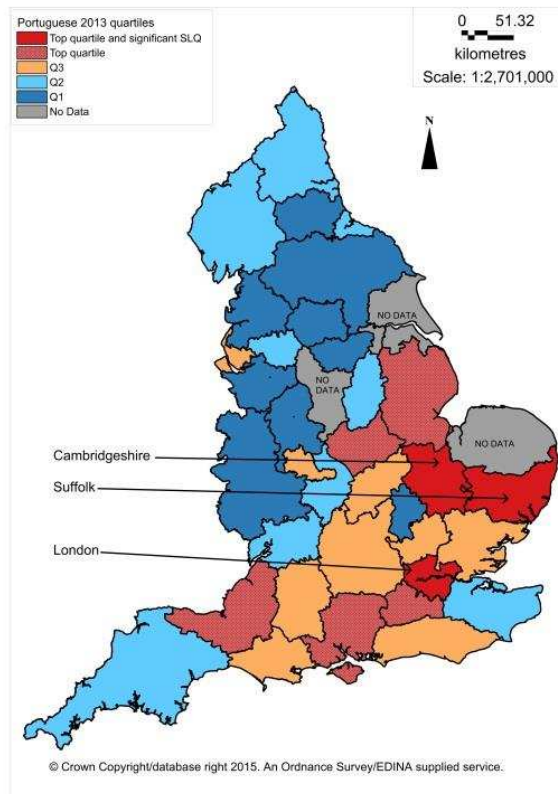 Portuguese 2013 quartiles
Top quartile and significant SLQ
Top quartile
Q3
Q2
Q1
No Data
0 51.32
kilometres
Scale: 1:2,701,000
N
NO DATA
NO
DATA
NO DATA
Cambridgeshire
Suffolk
London
© Crown Copyright/database right 2015. An Ordnance Survey/EDINA supplied service.